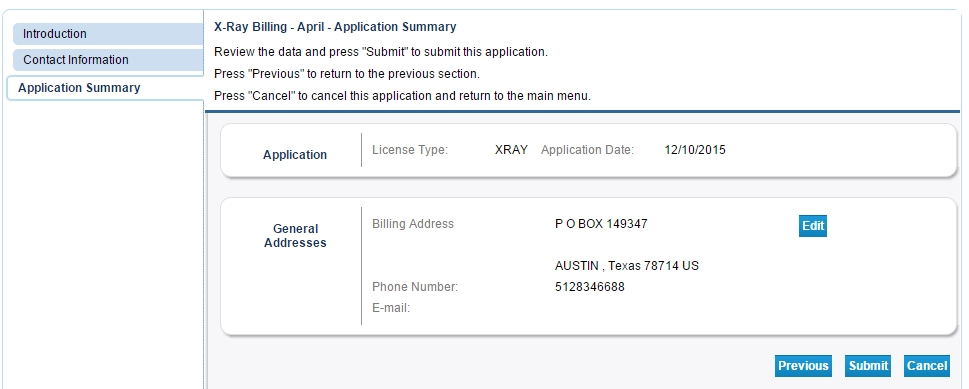 Introduction
Contact Information
Application Summary
X-Ray Billing - April - Application Summary
Review the data and press "Submit" to submit this application.
Press "Previous" to return to the previous section.
Press "Cancel" to cancel this application and return to the main menu.
Application
License Type: XRAY Application Date: 12/10/2015
General
Addresses
Billing Address P O BOX 149347 Edit
AUSTIN , Texas 78714 US
Phone Number: 5128346688
E-mail:
Previous Submit Cancel